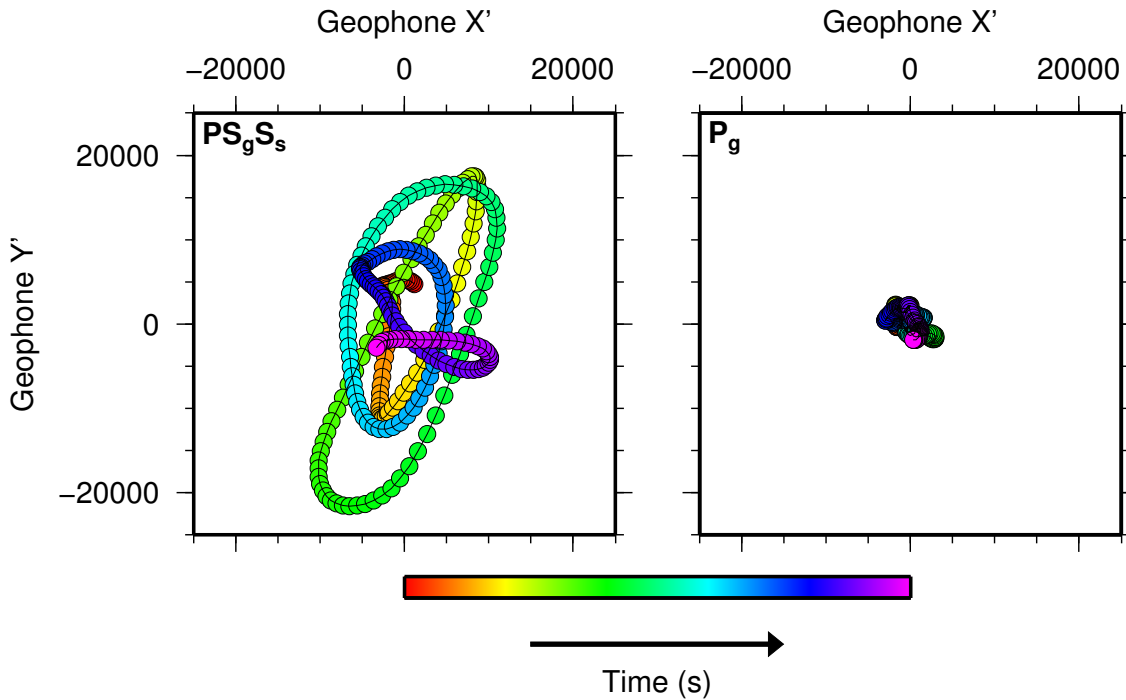 Geophone X’ Geophone X’
−20000 0 20000 −20000 0 20000
PSgSs Pg
20000
0
−20000
Geophone Y’
Time (s)